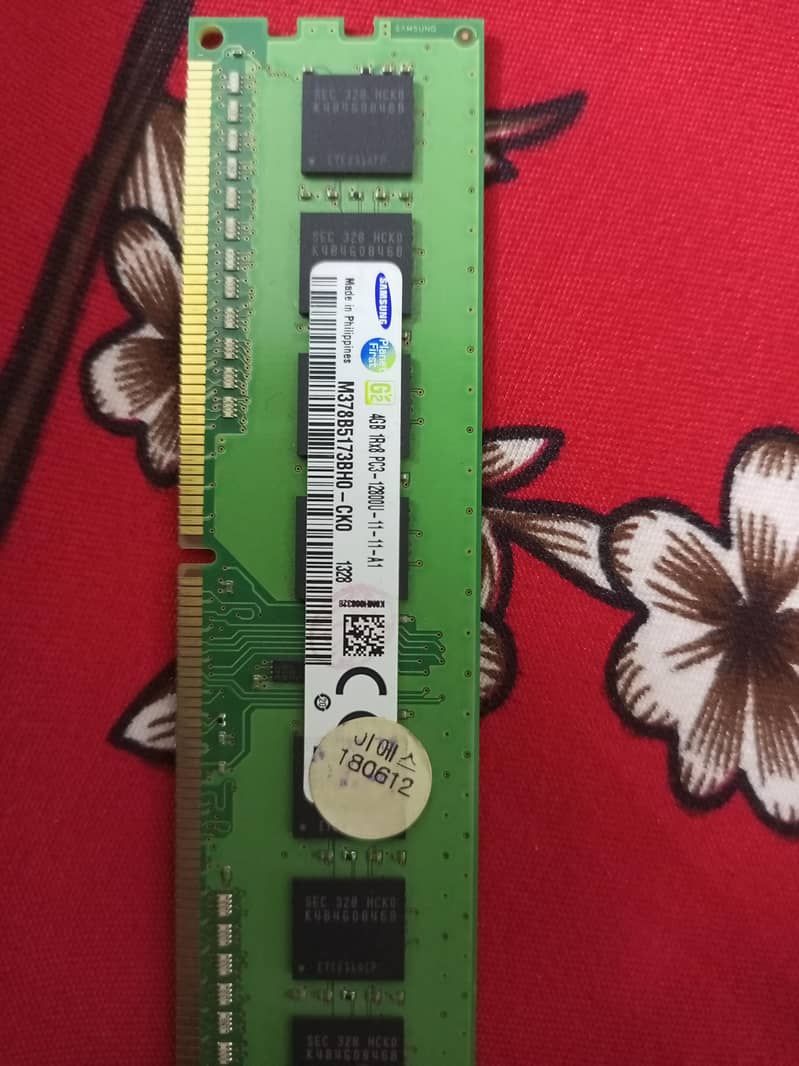 SAMSUNG
SEC 328 HCK0
K4B4G0846B
SEC 328 HCK0
K4B4G0846B
SAMSUNG
Planet
First
Made in Philippines
4GB 1Rx8 PC3-12800U-11-11-A1
M378B5173BH0-CK0
1328
이에스
180612
SEC 328 HCK0
K4B4G0846B
SEC 328 HCK0
K4B4G0846B